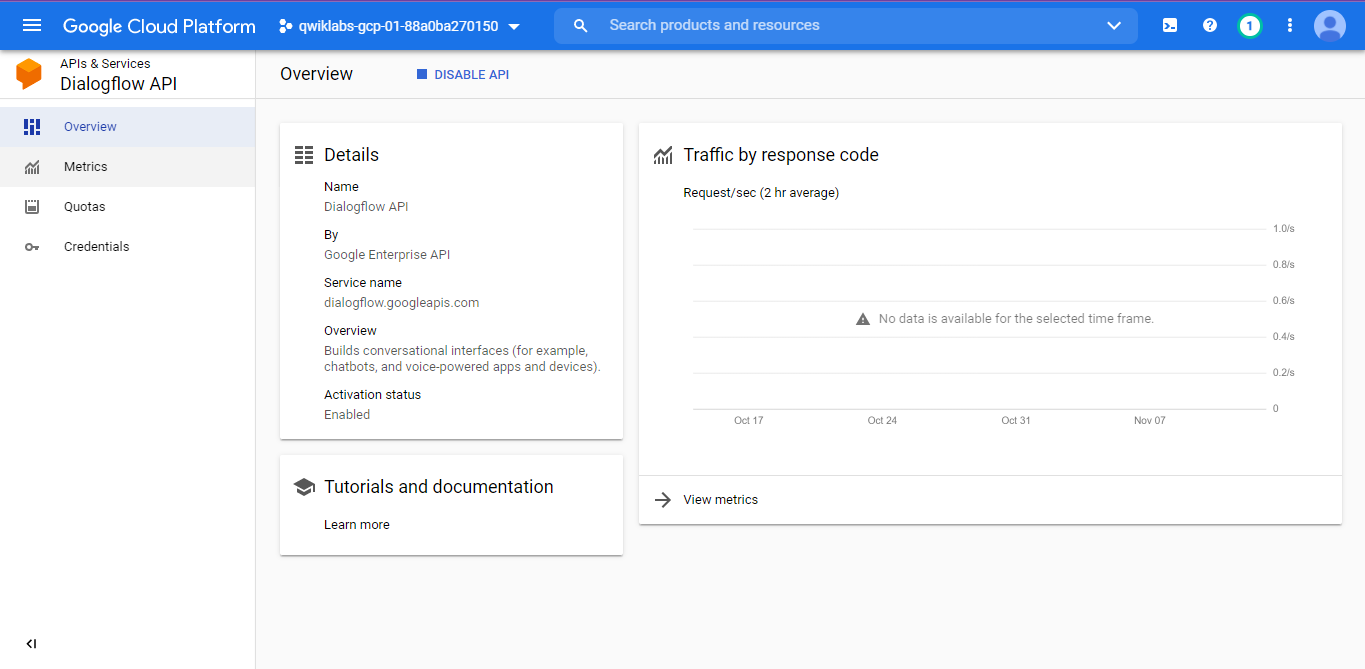 Google Cloud Platform
qwiklabs-gcp-01-88a0ba270150
Search products and resources
1
APIs & Services
Dialogflow API
Overview
DISABLE API
Overview
Metrics
Quotas
Credentials
Details
Name
Dialogflow API
By
Google Enterprise API
Service name
dialogflow.googleapis.com
Overview
Builds conversational interfaces (for example,
chatbots, and voice-powered apps and devices).
Activation status
Enabled
Tutorials and documentation
Learn more
Traffic by response code
Request/sec (2 hr average)
1.0/s
0.8/s
0.6/s
No data is available for the selected time frame.
0.4/s
0.2/s
0
Oct 17 Oct 24 Oct 31 Nov 07
View metrics